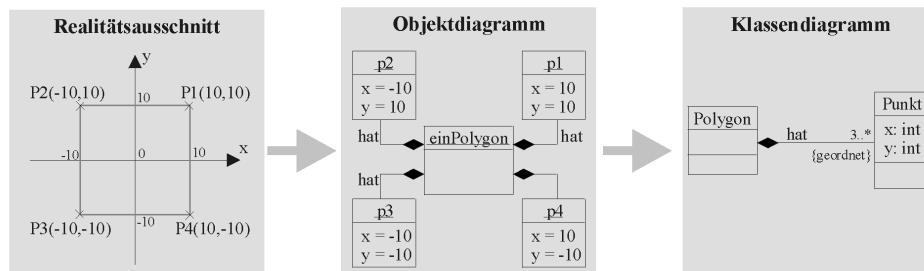 Realitätsausschnitt
y
P2(-10,10)
10
P1(10,10)
-10
0
10
x
P3(-10,-10)
-10
P4(10,-10)
Objektdiagramm
p2
x = -10
y = 10
p1
x = 10
y = 10
hat
einPolygon
hat
hat
p3
x = -10
y = -10
p4
x = 10
y = -10
Klassendiagramm
Polygon
hat
3..*
{geordnet}
Punkt
x: int
y: int